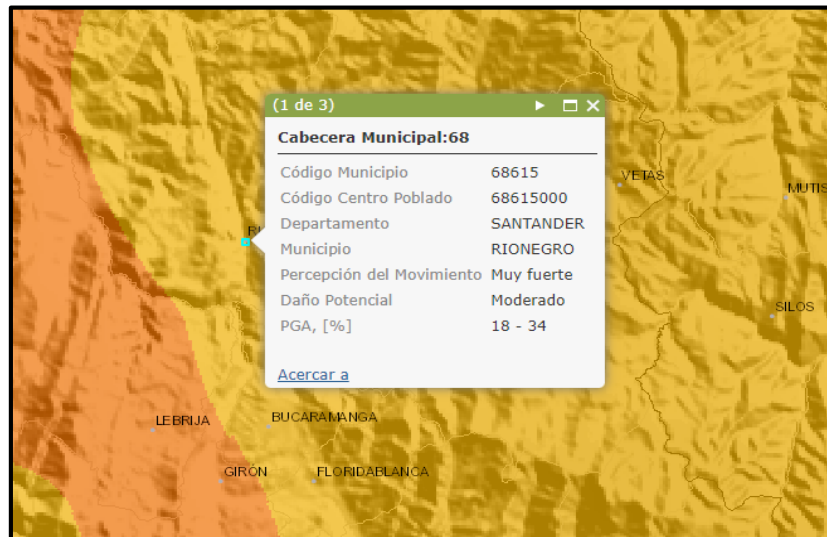 (1 de 3)
Cabecera Municipal:68
Código Municipio 68615
Código Centro Poblado 68615000
Departamento SANTANDER
Municipio RIONEGRO
Percepción del Movimiento Muy fuerte
Daño Potencial Moderado
PGA, [%] 18 - 34
Acercar a
VETAS
MUTIS
SILOS
LEBRIJA
BUCARAMANGA
GIRÓN
FLORIDABLANCA